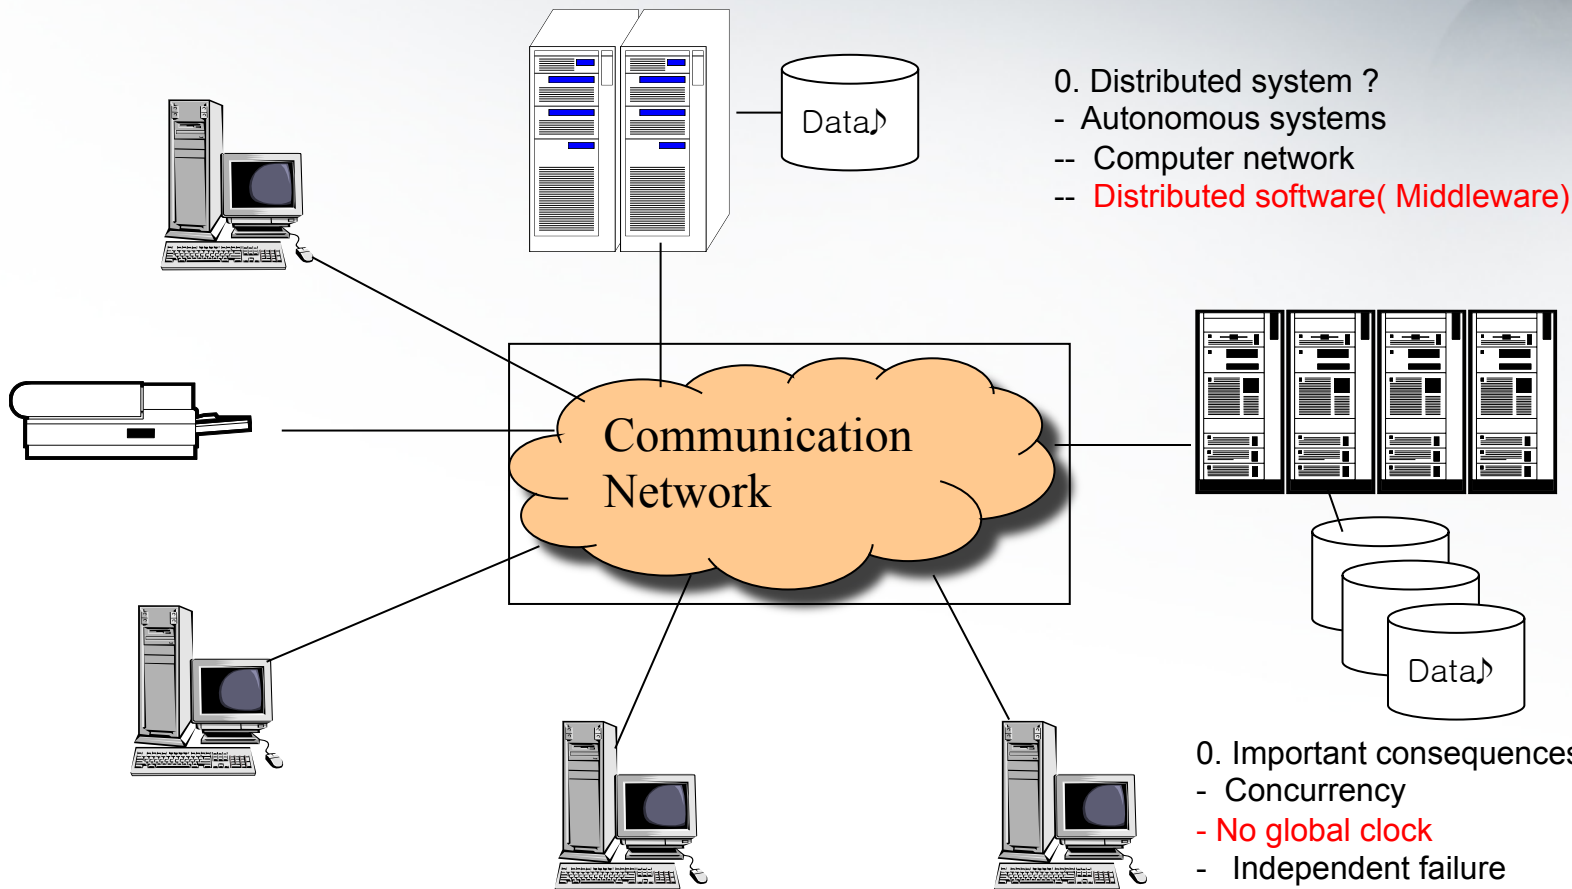 Data♪
0. Distributed system ?
- Autonomous systems
-- Computer network
-- Distributed software( Middleware)
Communication
Network
Data♪
0. Important consequences
- Concurrency
- No global clock
- Independent failure